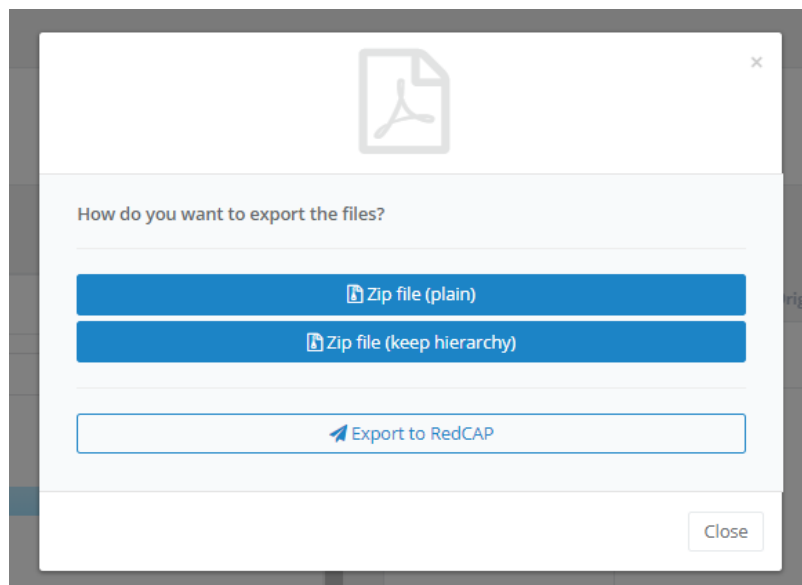 ×
How do you want to export the files?
Zip file (plain)
Zip file (keep hierarchy)
Export to RedCAP
Close